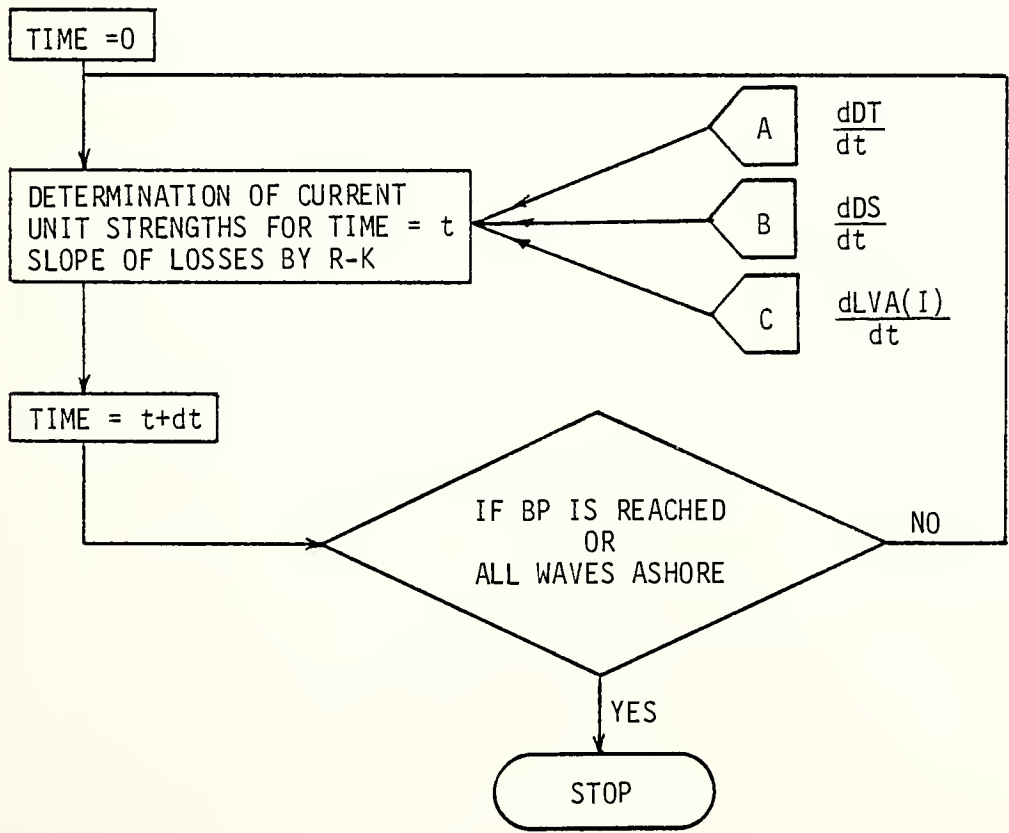 TIME =0
A
dDT
dt
DETERMINATION OF CURRENT
UNIT STRENGTHS FOR TIME = t
SLOPE OF LOSSES BY R-K
B
dDS
dt
C
dLVA(I)
dt
TIME = t+dt
IF BP IS REACHED
OR
ALL WAVES ASHORE
NO
YES
STOP